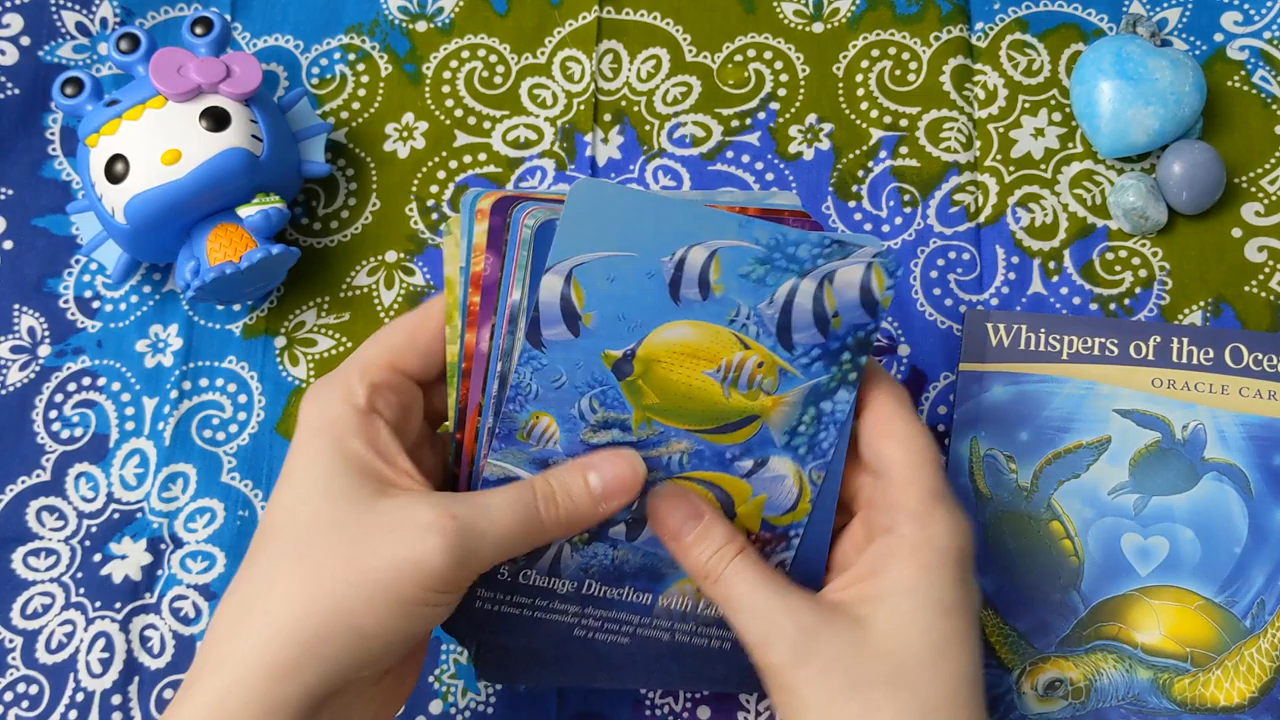 Whispers of the Oce
ORACLE CAR
5. Change Direction with Eas
This is a time for change, shapeshifting or your soul's evolution
It is a time to reconsider what you are wanting. You may be in
for a surprise.